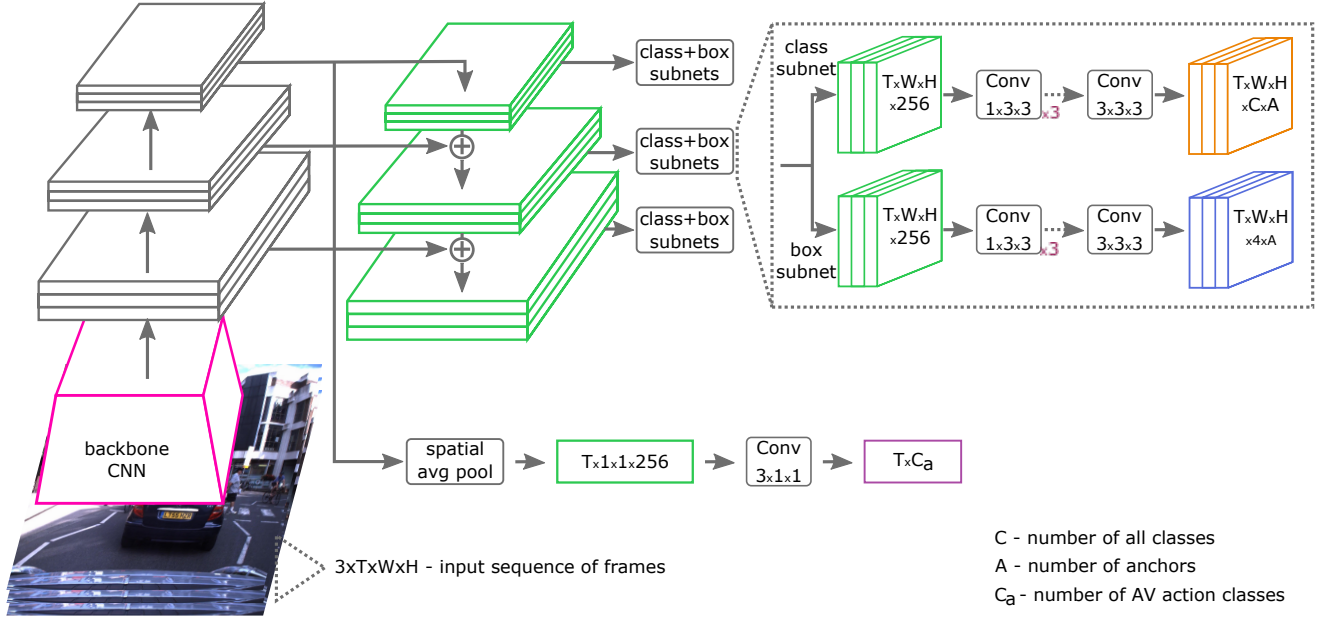 class+box
subnets
class+box
subnets
class+box
subnets
class
subnet
TxWxH
x256
Conv
1x3x3
x3
Conv
3x3x3
TxWxH
xCxA
box
subnet
TxWxH
x256
Conv
1x3x3
x3
Conv
3x3x3
TxWxH
x4xA
backbone
CNN
spatial
avg pool
Tx1x1x256
Conv
3x1x1
TxCa
3xTxWxH - input sequence of frames
C - number of all classes
A - number of anchors
Ca - number of AV action classes